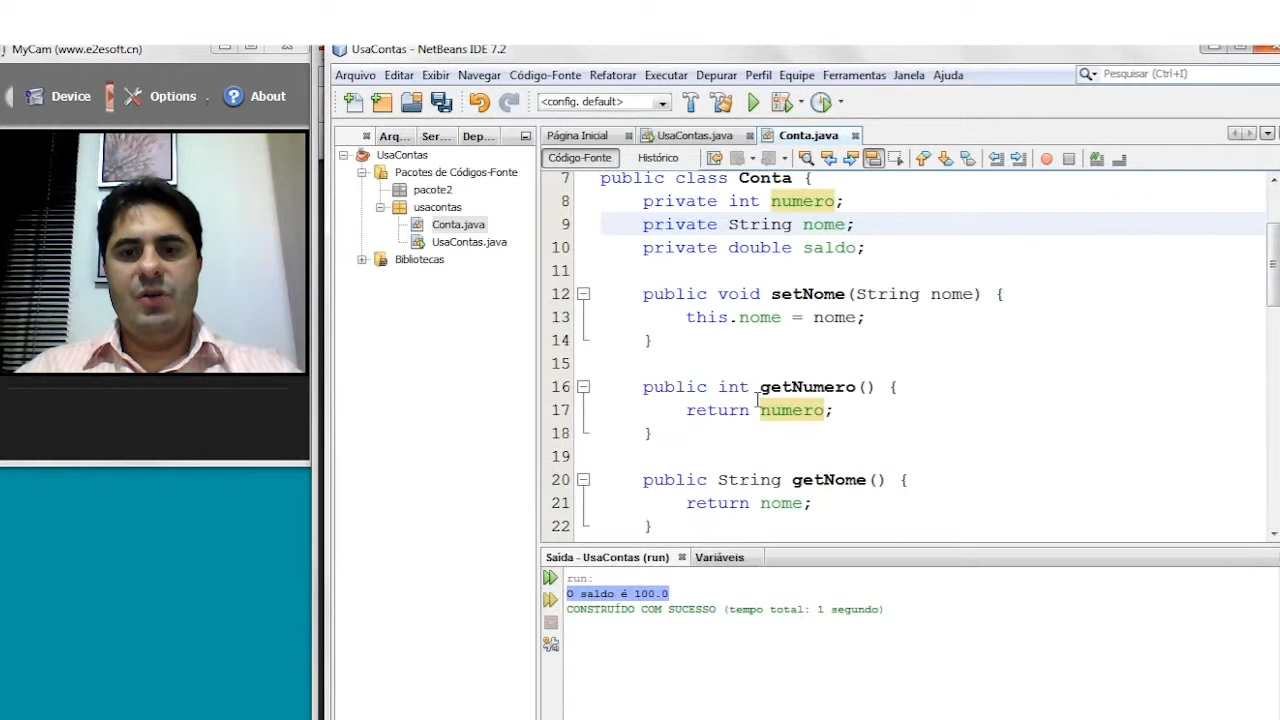 MyCam (www.e2esoft.cn)
Device
Options
About
UsaContas - NetBeans IDE 7.2
Arquivo Editar Exibir Navegar Código-Fonte Refatorar Executar Depurar Perfil Equipe Ferramentas Janela Ajuda
Pesquisar (Ctrl+I)
<config. default>
Arq... Ser... Dep...
UsaContas
Pacotes de Códigos-Fonte
pacote2
usacontas
Conta.java
UsaContas.java
Bibliotecas
Página Inicial UsaContas.java Conta.java
Código-Fonte Histórico
7 public class Conta {
8 private int numero;
9 private String nome;
10 private double saldo;
11
12 public void setNome(String nome) {
13 this.nome = nome;
14 }
15
16 public int getNumero() {
17 return numero;
18 }
19
20 public String getNome() {
21 return nome;
22 }
Saída - UsaContas (run) Variáveis
run:
O saldo é 100.0
CONSTRUÍDO COM SUCESSO (tempo total: 1 segundo)